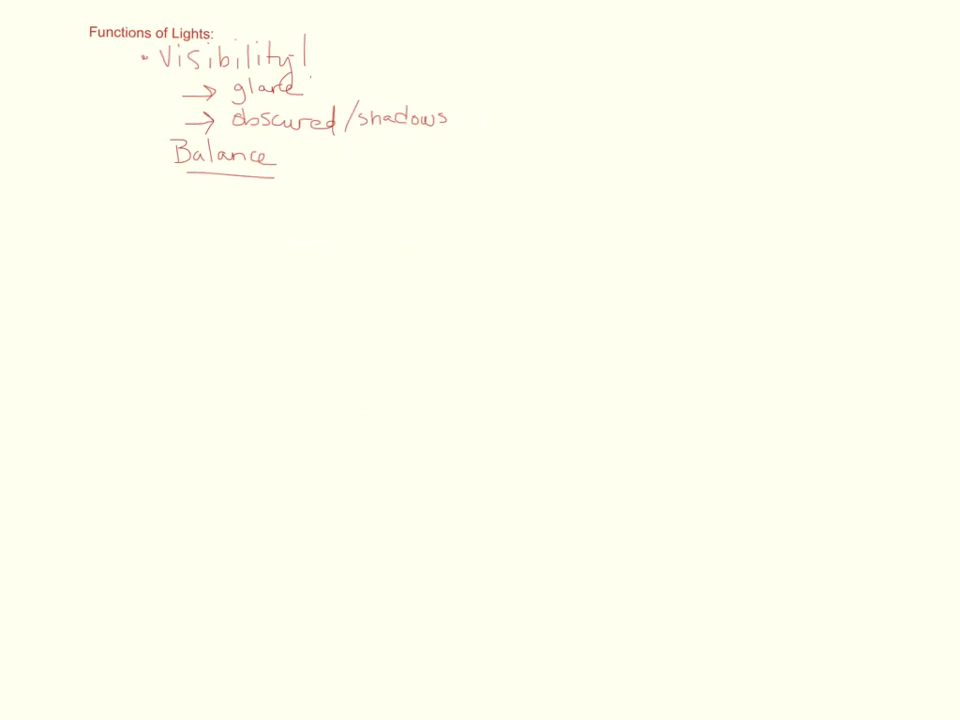 Functions of Lights:
• Visibility!
→ glare
→ obscured/shadows
Balance